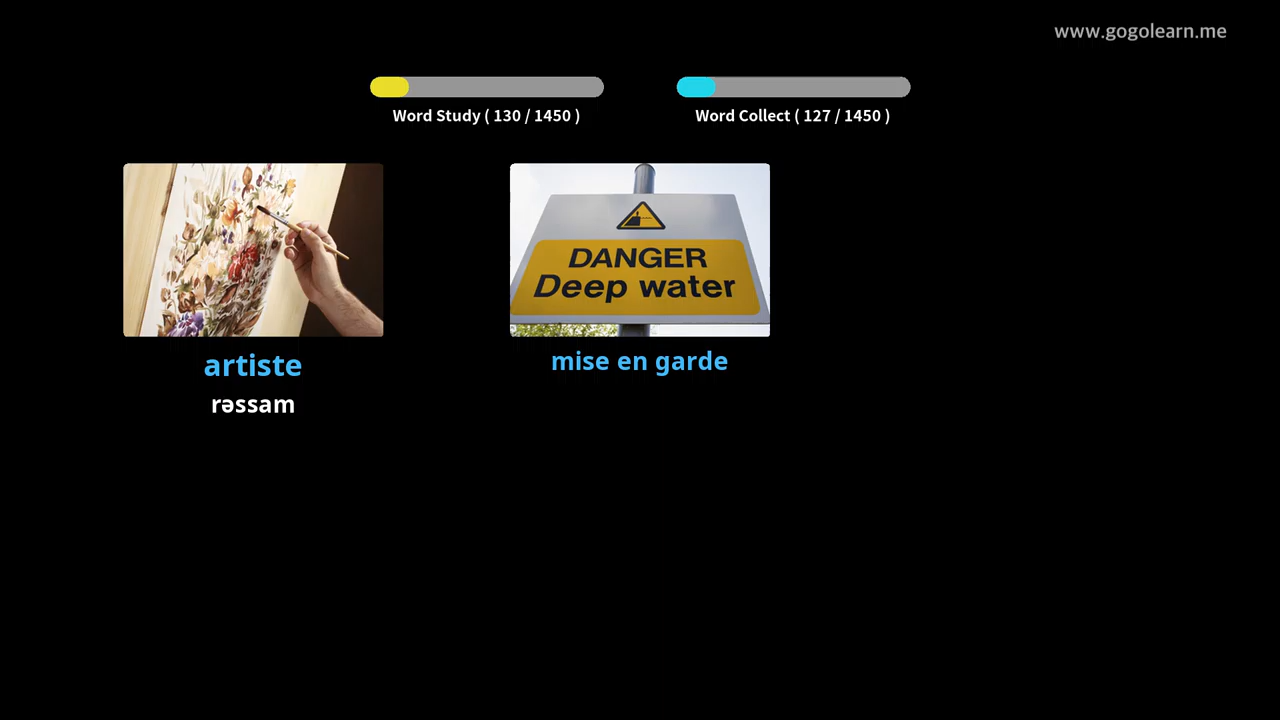 www.gogolearn.me
Word Study ( 130 / 1450 )
Word Collect ( 127 / 1450 )
DANGER
Deep water
artiste
rəssam
mise en garde